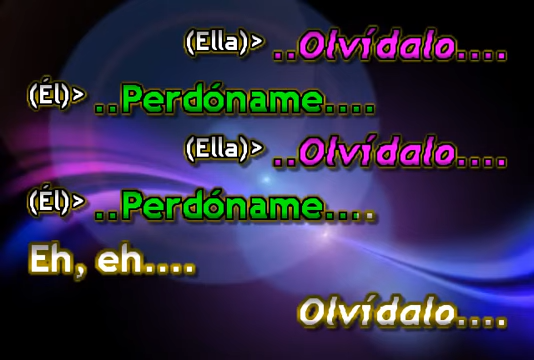 (Ella)> ..Olvídalo....
(Él)> ..Perdóname....
(Ella)> ..Olvídalo....
(Él)> ..Perdóname....
Eh, eh....
Olvídalo....